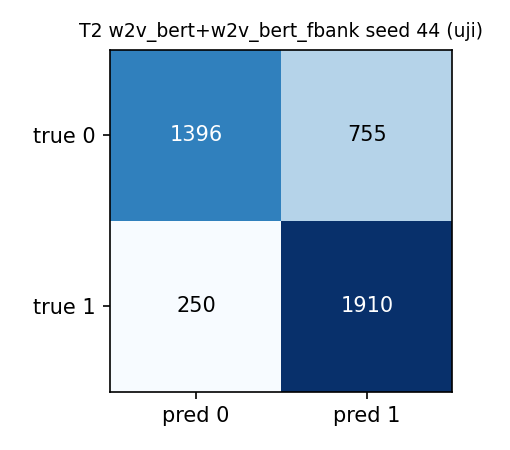 T2 w2v_bert+w2v_bert_fbank seed 44 (uji)
true 0
1396
755
true 1
250
1910
pred 0
pred 1